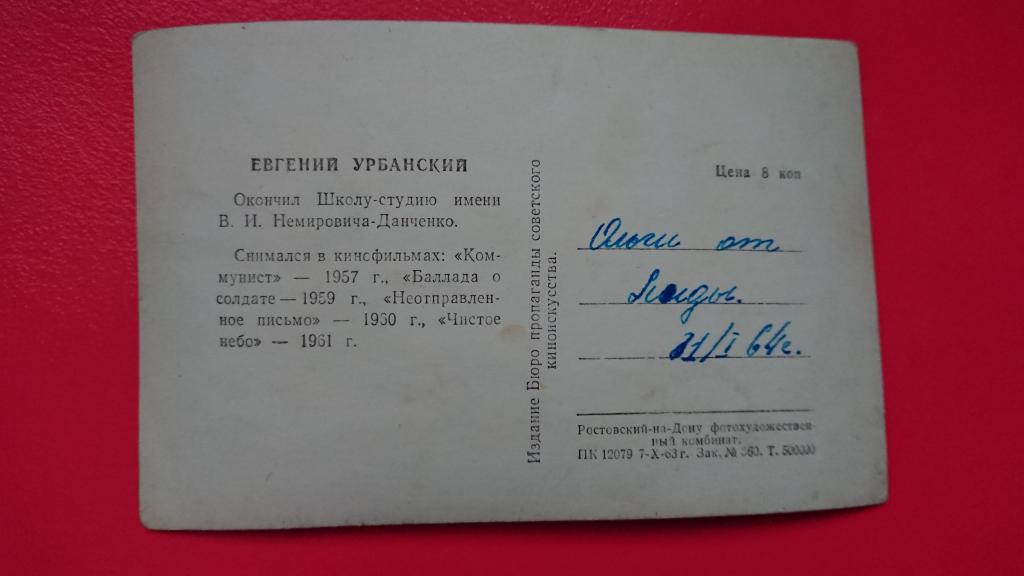 ЕВГЕНИЙ УРБАНСКИЙ
Окончил Школу-студию имени
В. И. Немировича-Данченко.
Снимался в кинофильмах: «Ком-
мунист» — 1957 г., «Баллада о
солдате — 1959 г., «Неотправлен-
ное письмо» — 1960 г., «Чистое
небо» — 1961 г.
Издание Бюро пропаганды советского
киноискусства.
Цена 8 коп
Ольги от
31/I 64г.
Ростовский-на-Дону фотохудожествен-
ный комбинат.
ПК 12079 7-X-63 г. Зак. № 360. Т. 500000